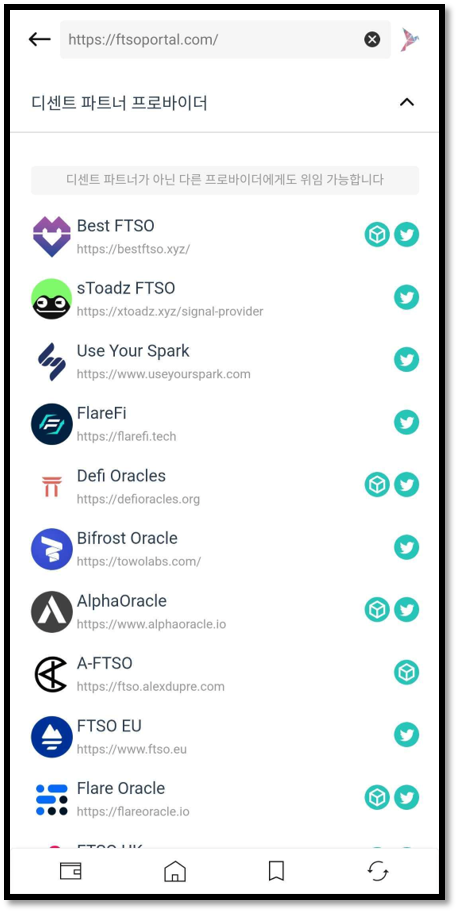 https://ftsoportal.com/
디센트 파트너 프로바이더
디센트 파트너가 아닌 다른 프로바이더에게도 위임 가능합니다
Best FTSO
https://bestftso.xyz/
sToadz FTSO
https://xtoadz.xyz/signal-provider
Use Your Spark
https://www.useyourspark.com
FlareFi
https://flarefi.tech
Defi Oracles
https://defioracles.org
Bifrost Oracle
https://towolabs.com/
AlphaOracle
https://www.alphaoracle.io
A-FTSO
https://ftso.alexdupre.com
FTSO EU
https://www.ftso.eu
Flare Oracle
https://flareoracle.io
FTSO UK